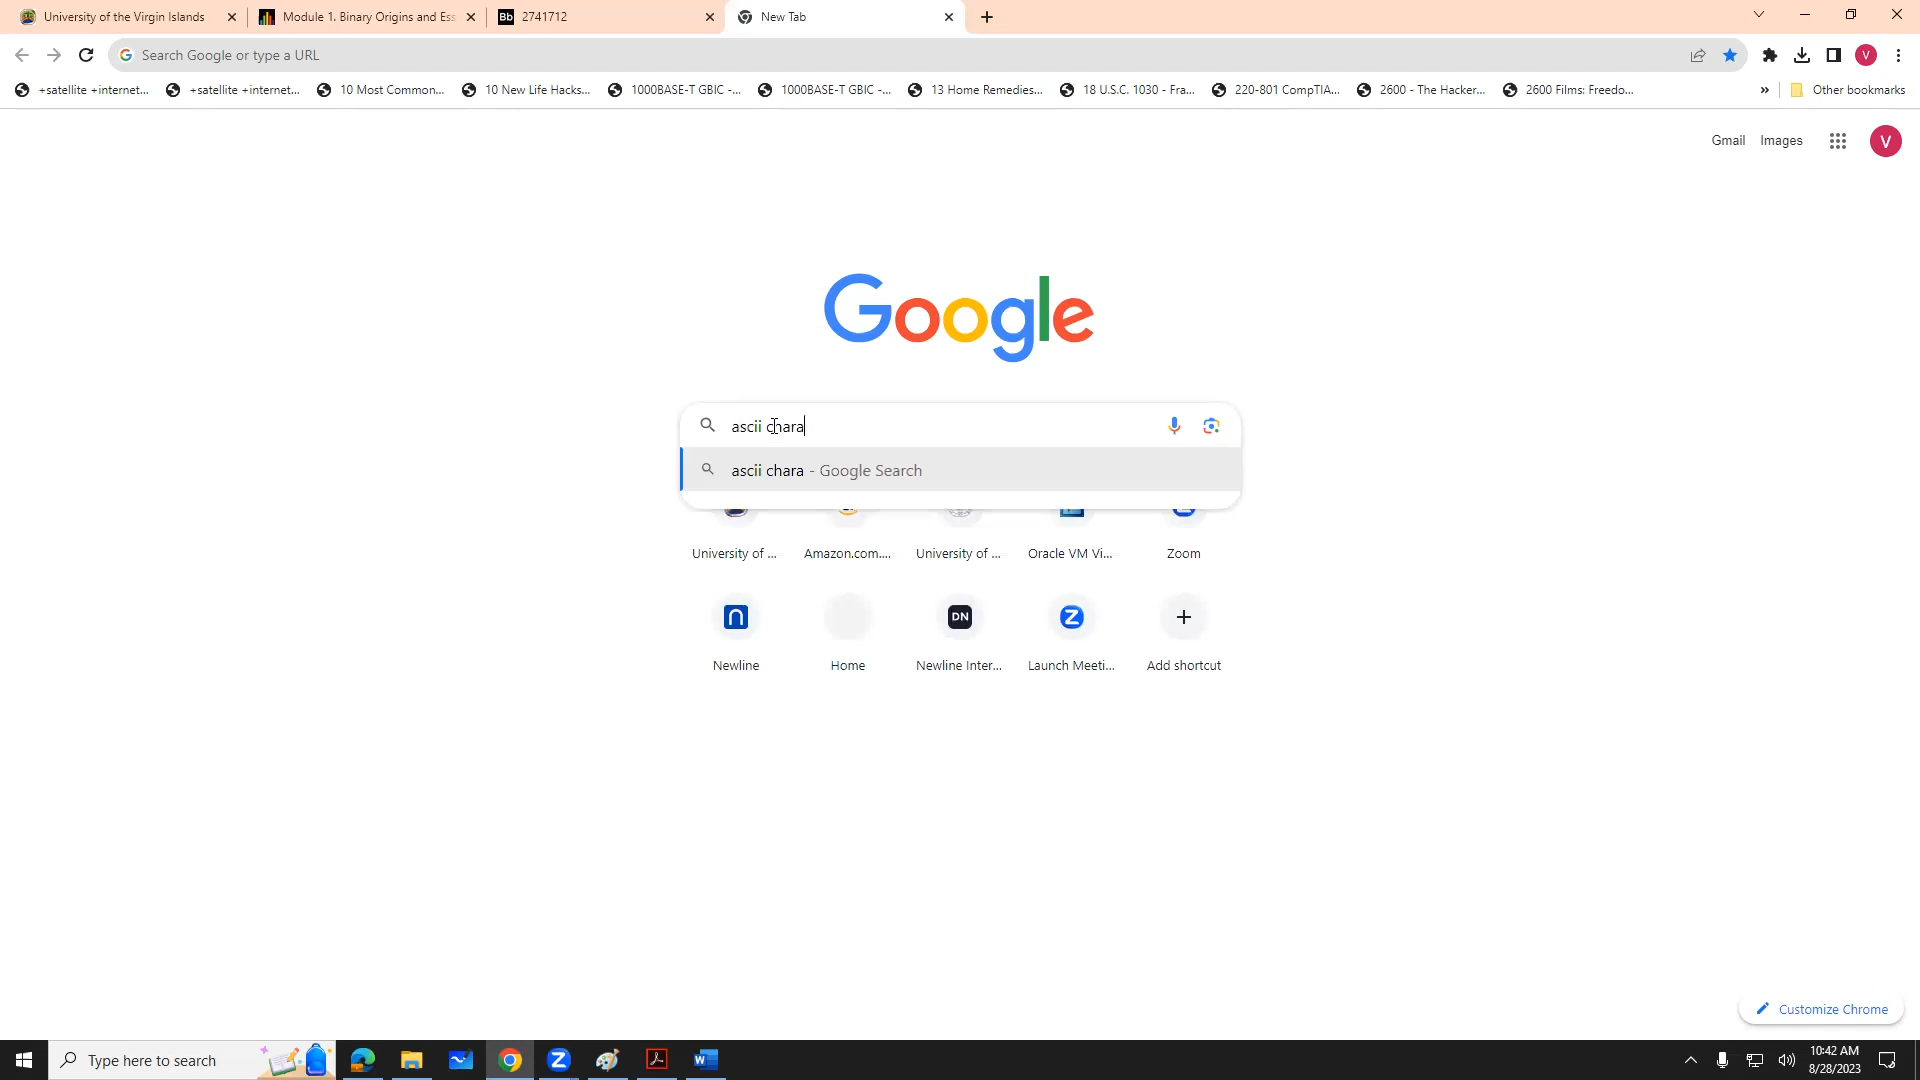 University of the Virgin Islands
Module 1. Binary Origins and Ess
Bb 2741712
New Tab
Search Google or type a URL
V
+satellite +internet...
+satellite +internet...
10 Most Common...
10 New Life Hacks...
1000BASE-T GBIC -...
1000BASE-T GBIC -...
13 Home Remedies...
18 U.S.C. 1030 - Fra...
220-801 CompTIA...
2600 - The Hacker...
2600 Films: Freedo...
»
Other bookmarks
Gmail
Images
V
Google
ascii chara
ascii chara - Google Search
University of ...
Amazon.com....
University of ...
Oracle VM Vi...
Zoom
n
DN
Z
Newline
Home
Newline Inter...
Launch Meeti...
Add shortcut
Customize Chrome
Type here to search
Z
W
10:42 AM
8/28/2023